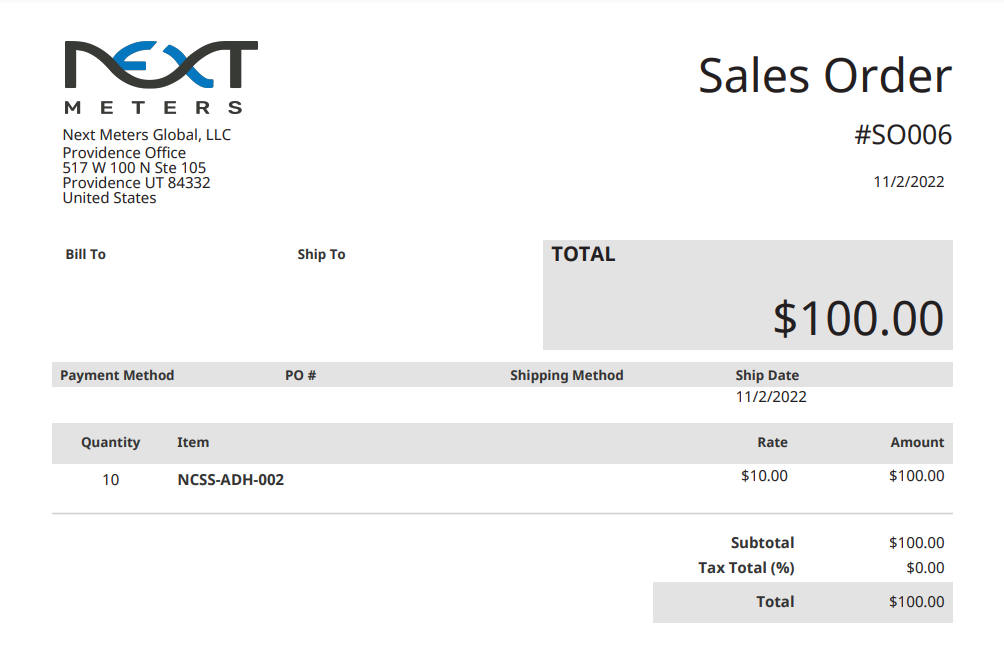 NEXT
METERS
Next Meters Global, LLC
Providence Office
517 W 100 N Ste 105
Providence UT 84332
United States
Sales Order
#SO006
11/2/2022
Bill To
Ship To
TOTAL
$100.00
Payment Method PO # Shipping Method Ship Date
11/2/2022
Quantity Item Rate Amount
10 NCSS-ADH-002 $10.00 $100.00
Subtotal $100.00
Tax Total (%) $0.00
Total $100.00